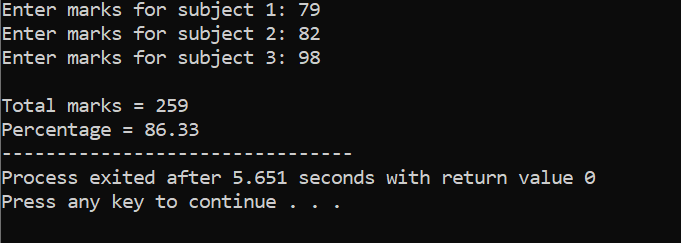 Enter marks for subject 1: 79
Enter marks for subject 2: 82
Enter marks for subject 3: 98
Total marks = 259
Percentage = 86.33
--------------------------------
Process exited after 5.651 seconds with return value 0
Press any key to continue . . .